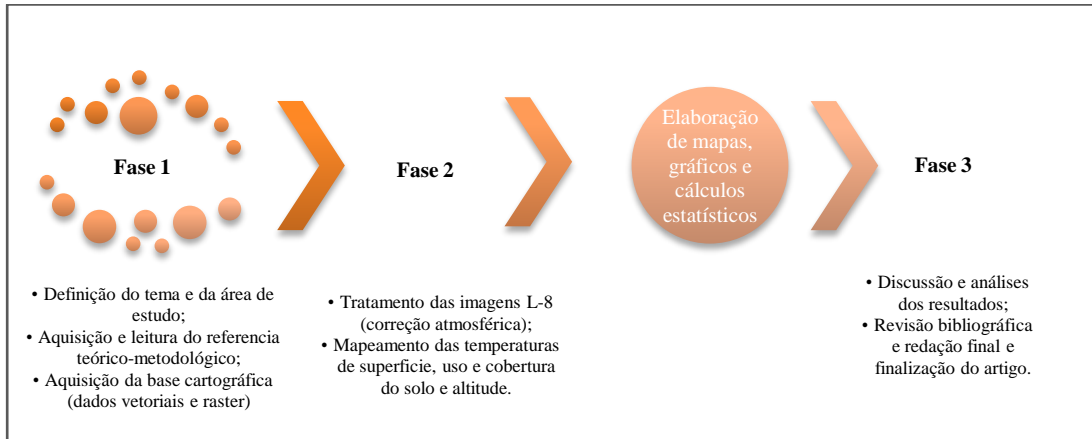 Fase 1
• Definição do tema e da área de
estudo;
• Aquisição e leitura do referencia
teórico-metodológico;
• Aquisição da base cartográfica
(dados vetoriais e raster)
Fase 2
• Tratamento das imagens L-8
(correção atmosférica);
• Mapeamento das temperaturas
de superficie, uso e cobertura
do solo e altitude.
Elaboração
de mapas,
gráficos e
cálculos
estatísticos
Fase 3
• Discussão e análises
dos resultados;
• Revisão bibliográfica
e redação final e
finalização do artigo.